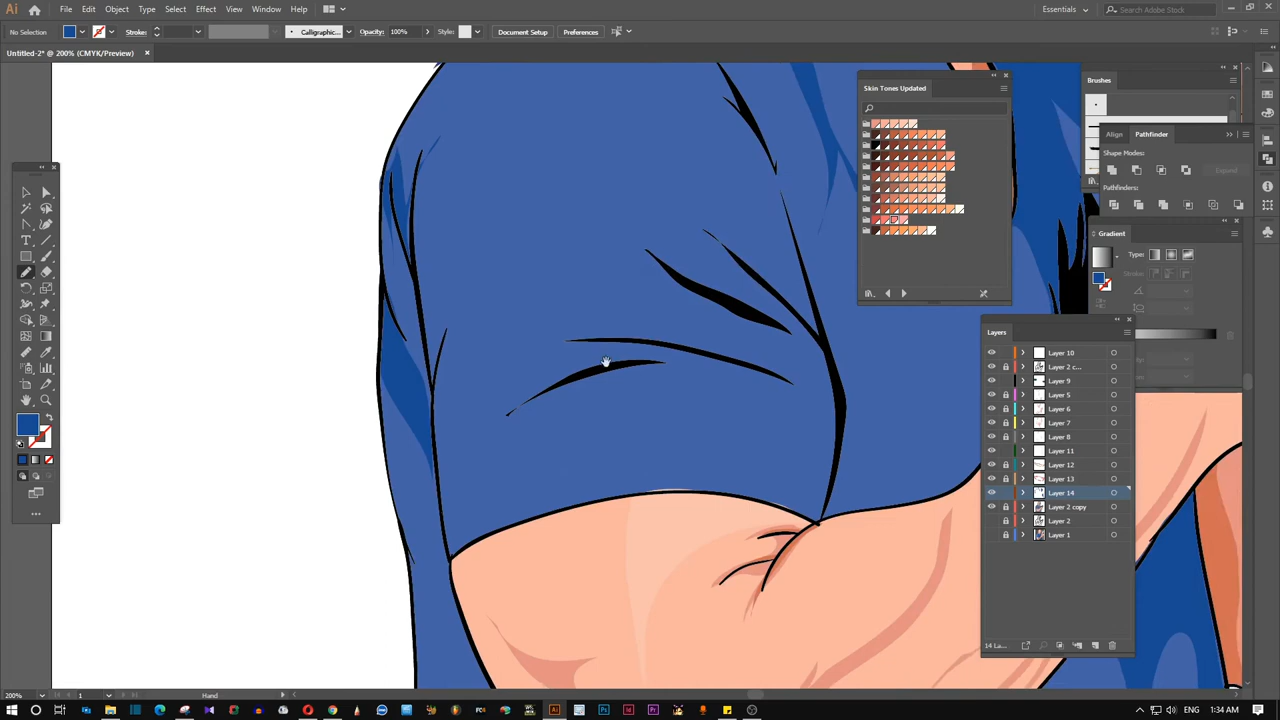 Ai File Edit Object Type Select Effect View Window Help
Essentials
Search Adobe Stock
No Selection
Stroke:
Calligraphic...
Opacity: 100%
Style:
Document Setup
Preferences
Untitled-2* @ 200% (CMYK/Preview)
Skin Tones Updated
Brushes
Align Pathfinder
Shape Modes:
Expand
Pathfinders:
Gradient
Type:
Stroke:
Layers
Layer 10
Layer 2 c...
Layer 9
Layer 5
Layer 6
Layer 7
Layer 8
Layer 11
Layer 12
Layer 13
Layer 14
Layer 2 copy
Layer 2
Layer 1
14 La...
200%
1
Hand
1:34 AM